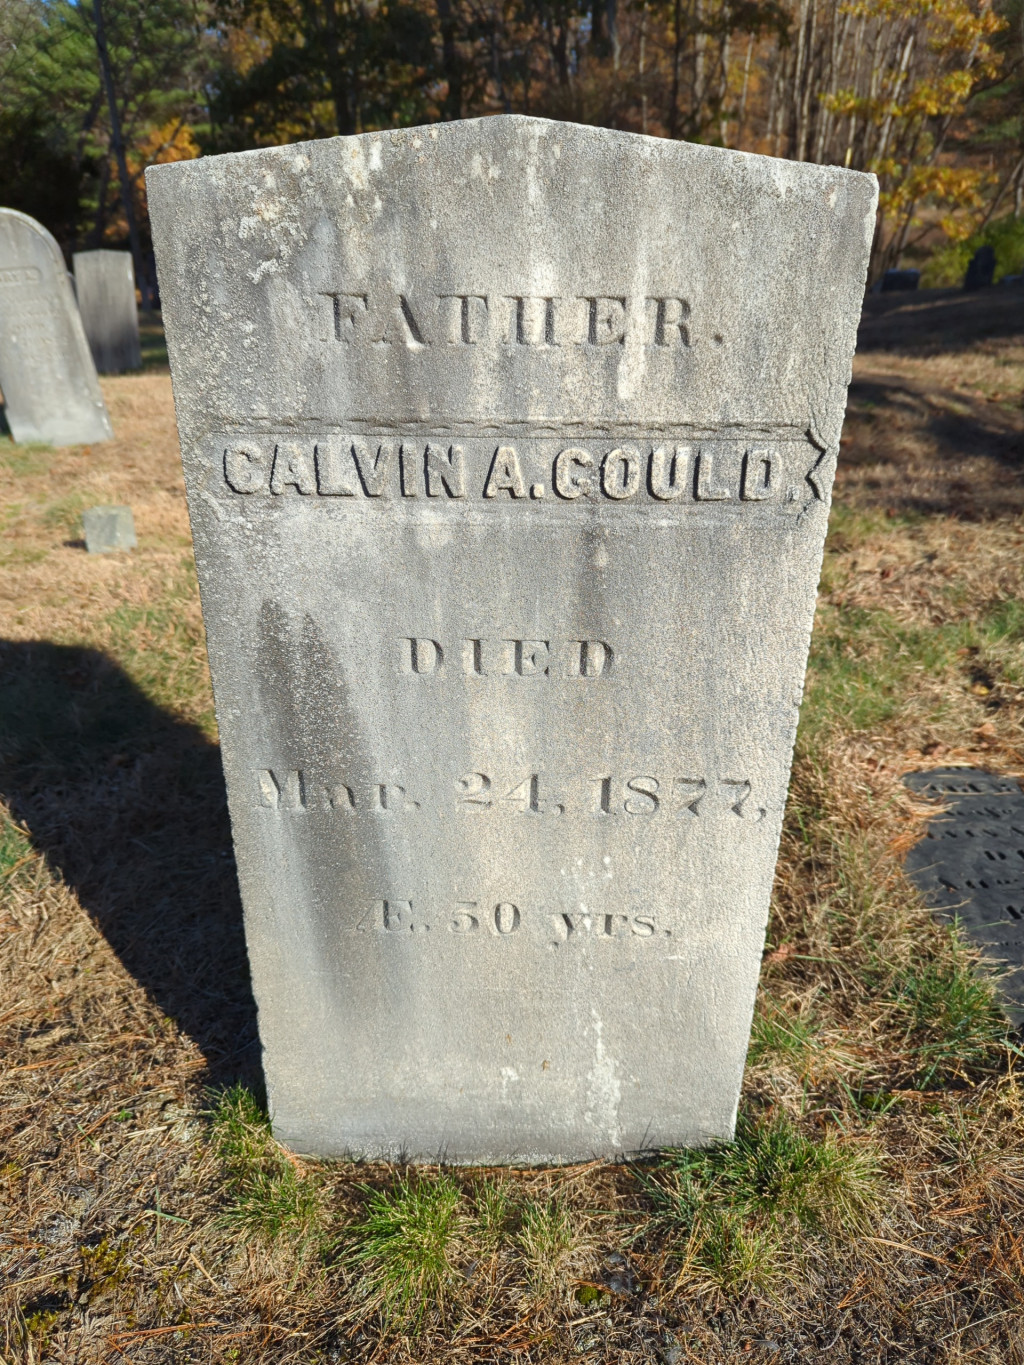 FATHER.
CALVIN A. GOULD.
DIED
Mar. 24, 1877,
Æ. 50 yrs.